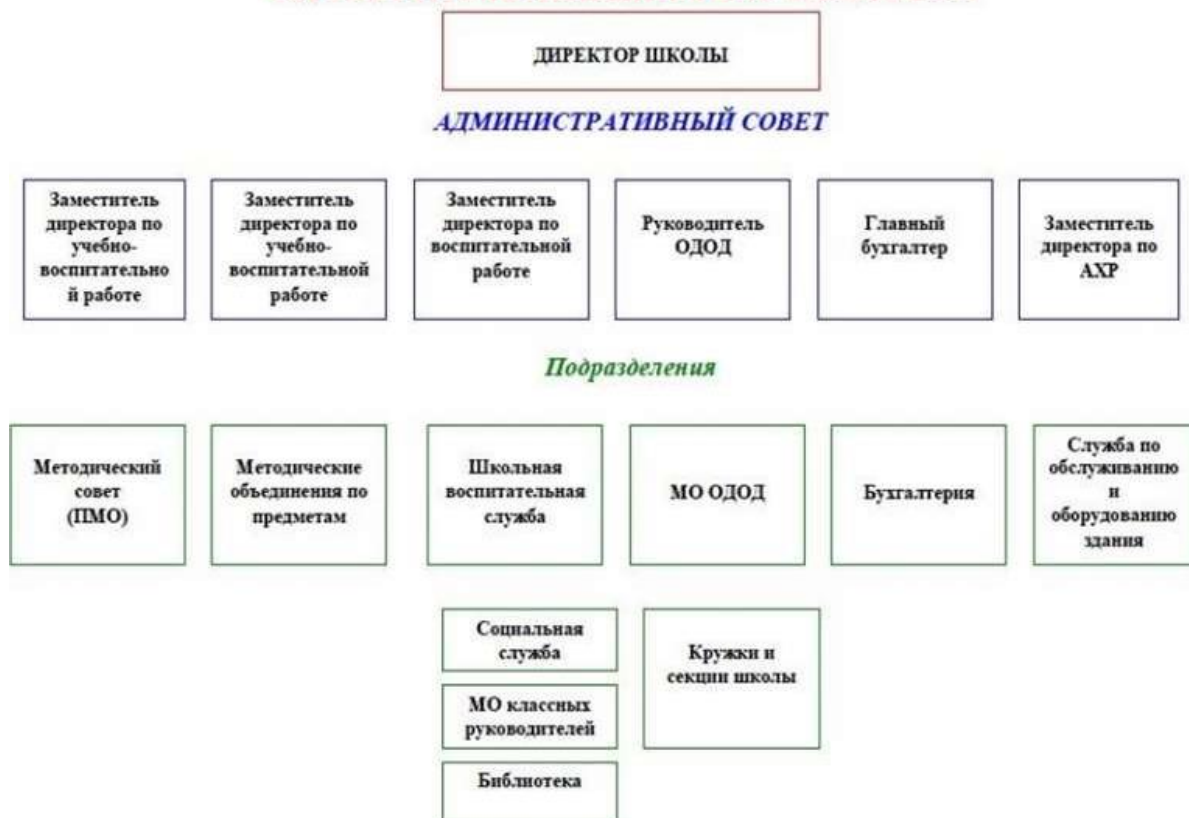 ДИРЕКТОР ШКОЛЫ
АДМИНИСТРАТИВНЫЙ СОВЕТ
Заместитель
директора по
учебно-
воспитательно
й работе
Заместитель
директора по
учебно-
воспитательной
работе
Заместитель
директора по
воспитательной
работе
Руководитель
ОДОД
Главный
бухгалтер
Заместитель
директора по
АХР
Подразделения
Методический
совет
(ПМО)
Методические
объединения по
предметам
Школьная
воспитательная
служба
МО ОДОД
Бухгалтерия
Служба по
обслуживанию
и
оборудованию
здания
Социальная
служба
МО классных
руководителей
Библиотека
Кружки и
секции школы